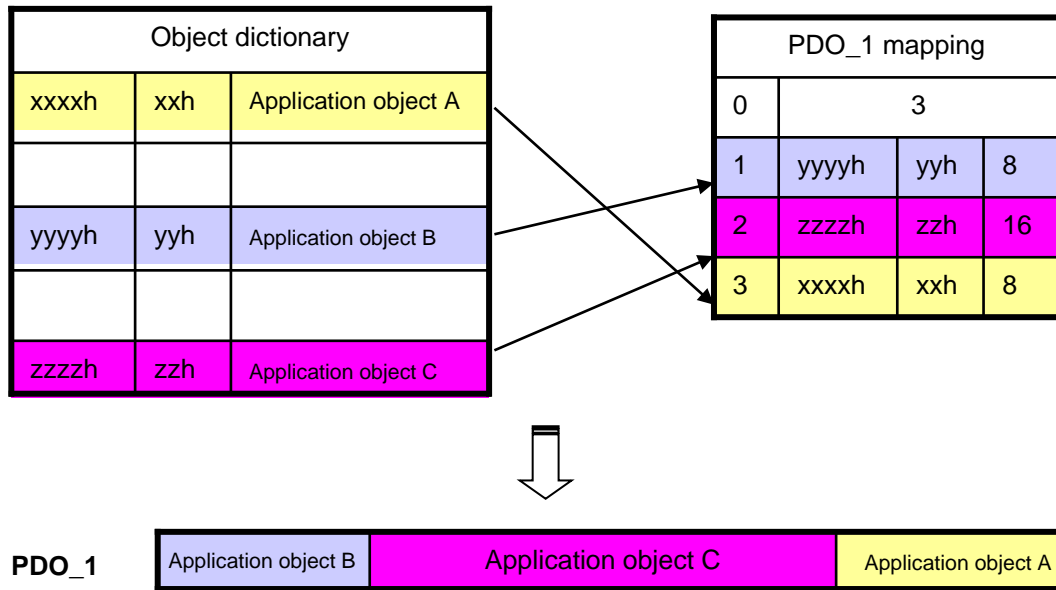 Object dictionary
xxxxh xxh Application object A
yyyyh yyh Application object B
zzzzh zzh Application object C
PDO_1 mapping
0 3
1 yyyyh yyh 8
2 zzzzh zzh 16
3 xxxxh xxh 8
PDO_1 Application object B Application object C Application object A